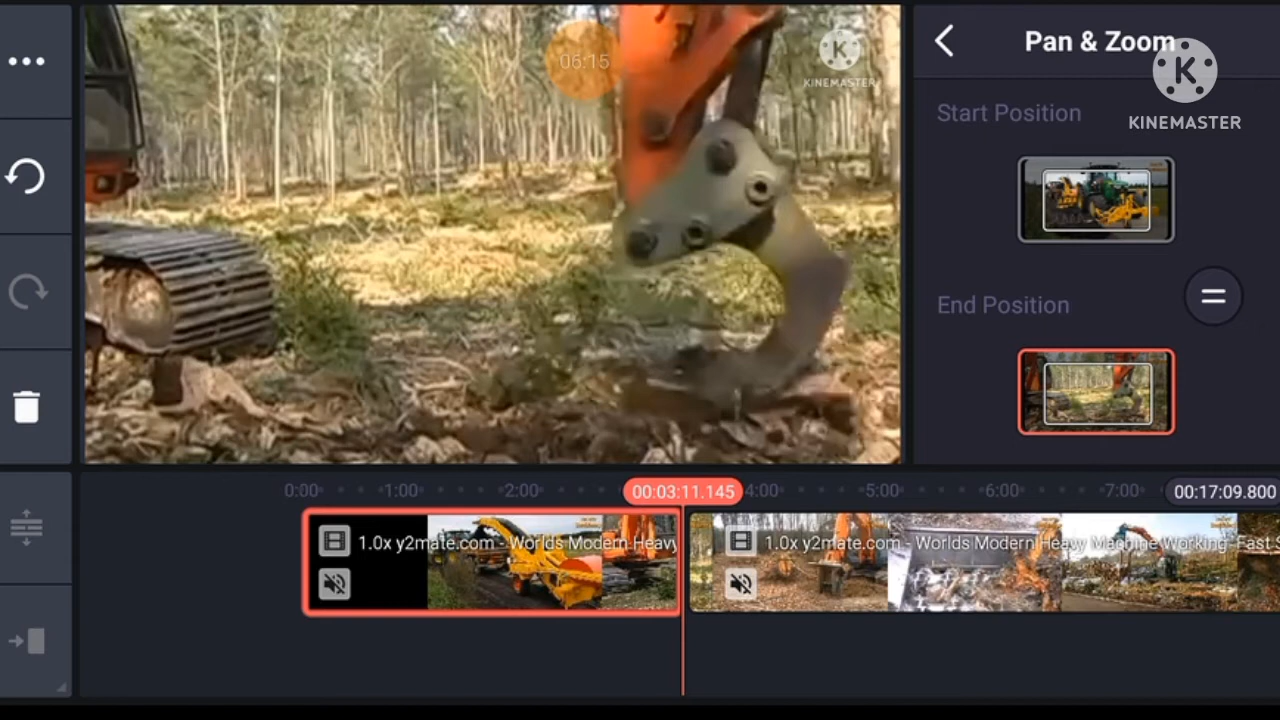 Pan & Zoom
06:15
KINEMASTER
KINEMASTER
Start Position
End Position
0:00 1:00 2:00 00:03:11.145 4:00 5:00 6:00 7:00 00:17:09.800
1.0x y2mate.com - Worlds Modern Heavy
1.0x y2mate.com - Worlds Modern Heavy Machine Working- Fast S